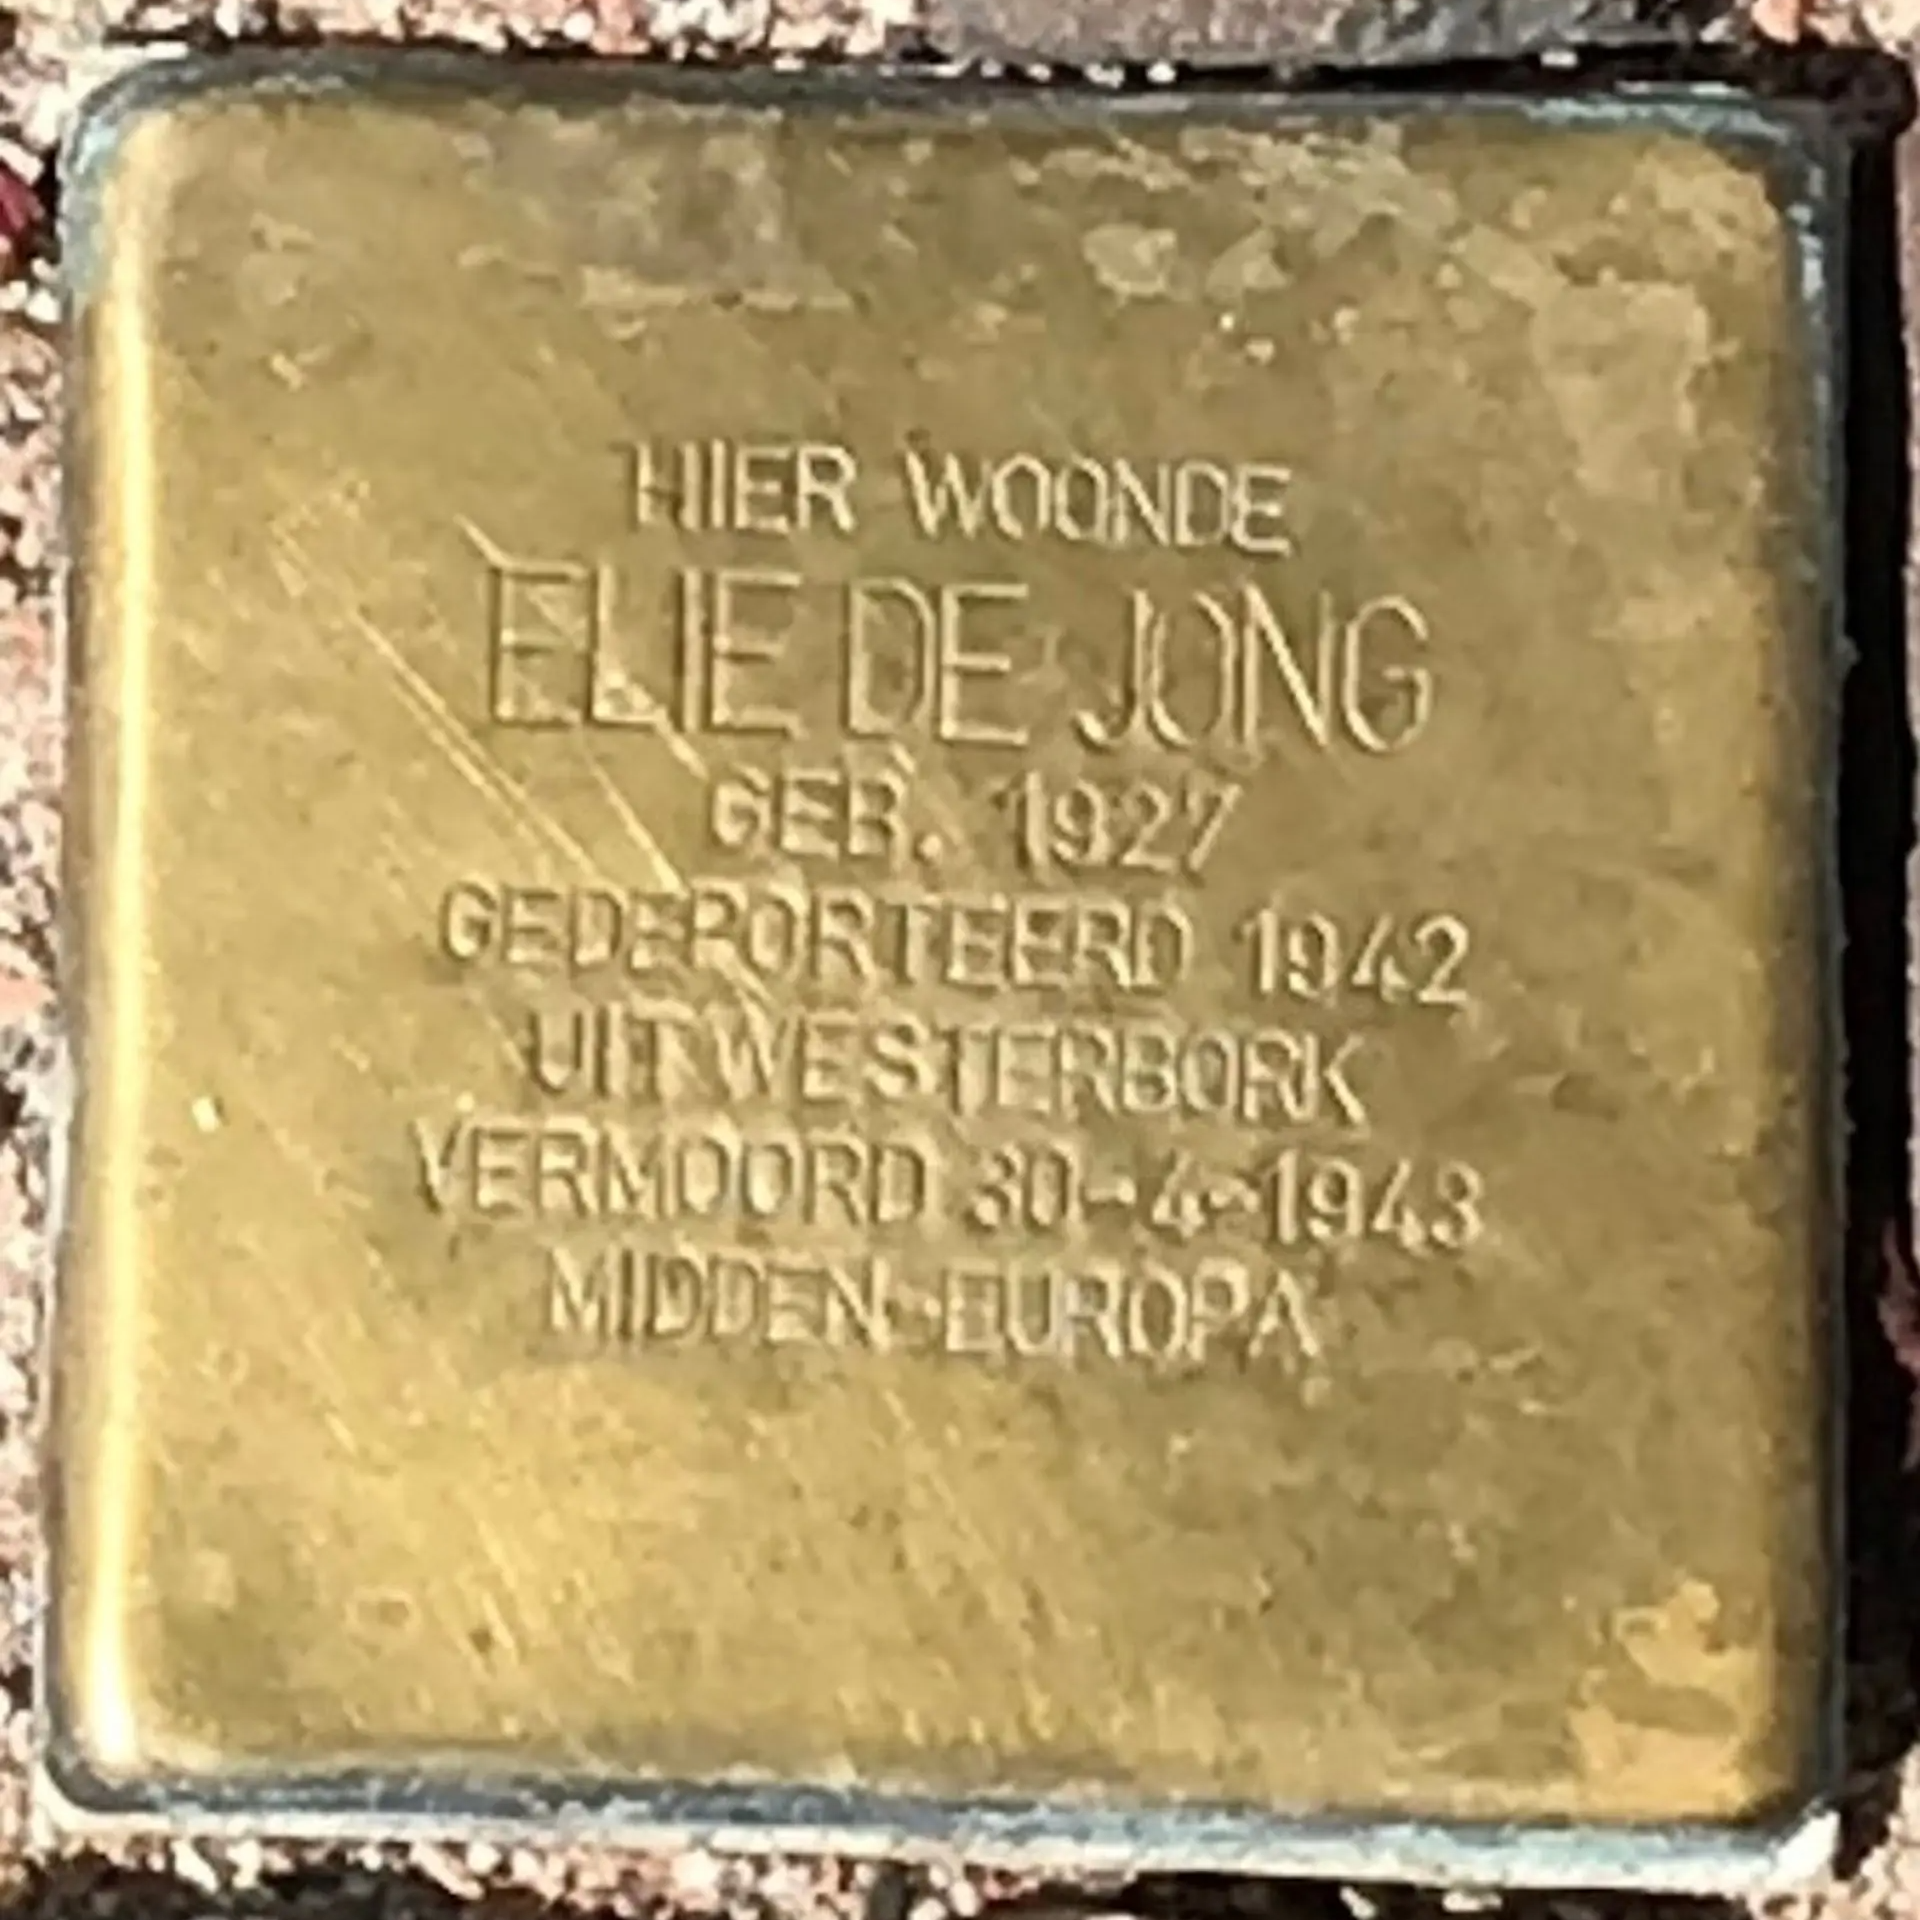 HIER WOONDE
ELIE DE JONG
GEB. 1927
GEDEPORTEERD 1942
UIT WESTERBORK
VERMOORD 30-4-1943
MIDDEN-EUROPA